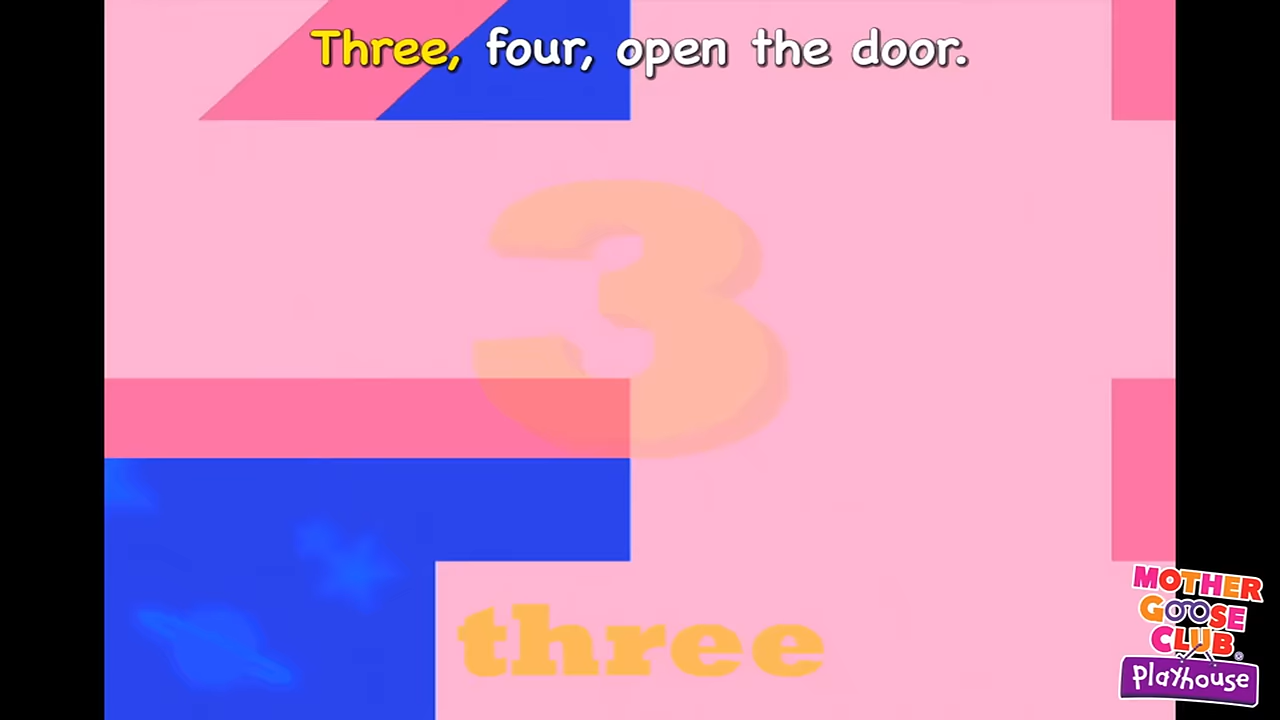 Three, four, open the door.
3
three
MOTHER
GOOSE
CLUB
playhouse